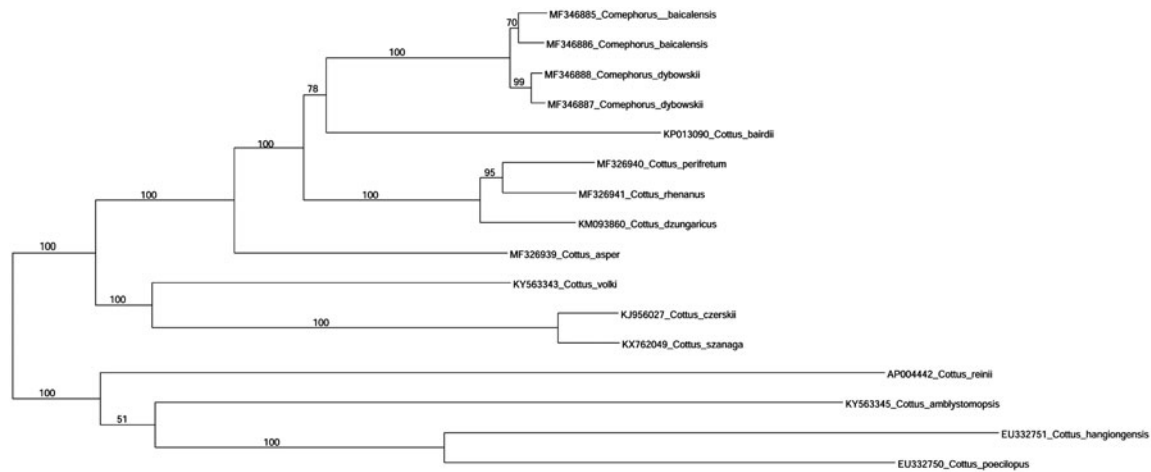 MF346885_Comephorus__baicalensis
70
MF346886_Comephorus_baicalensis
100
MF346888_Comephorus_dybowskii
99
78
MF346887_Comephorus_dybowskii
KP013090_Cottus_bairdii
100
MF326940_Cottus_perifretum
95
100
MF326941_Cottus_rhenanus
100
KM093860_Cottus_dzungaricus
100
MF326939_Cottus_asper
KY563343_Cottus_volki
100
KJ956027_Cottus_czerskii
100
KX762049_Cottus_szanaga
AP004442_Cottus_reinii
100
KY563345_Cottus_amblystomopsis
51
EU332751_Cottus_hangiongensis
100
EU332750_Cottus_poecilopus